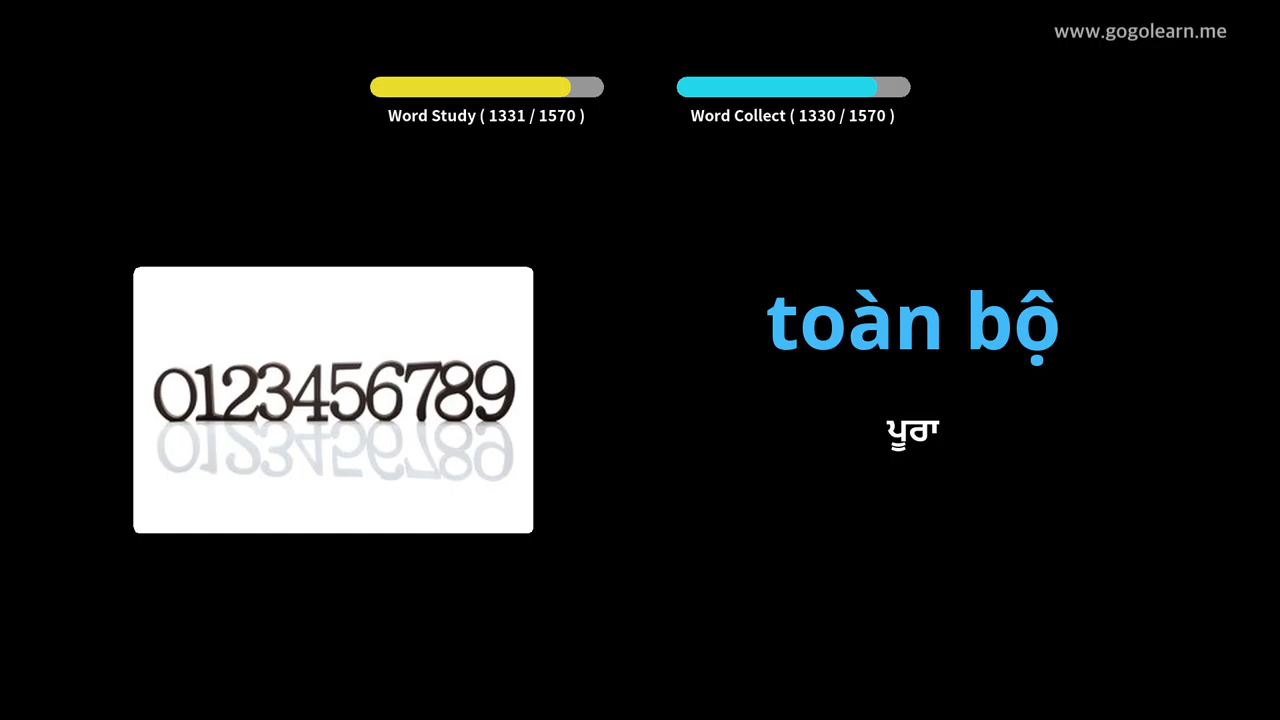 www.gogolearn.me
Word Study ( 1331 / 1570 )
Word Collect ( 1330 / 1570 )
0123456789
toàn bộ
ਪੂਰਾ